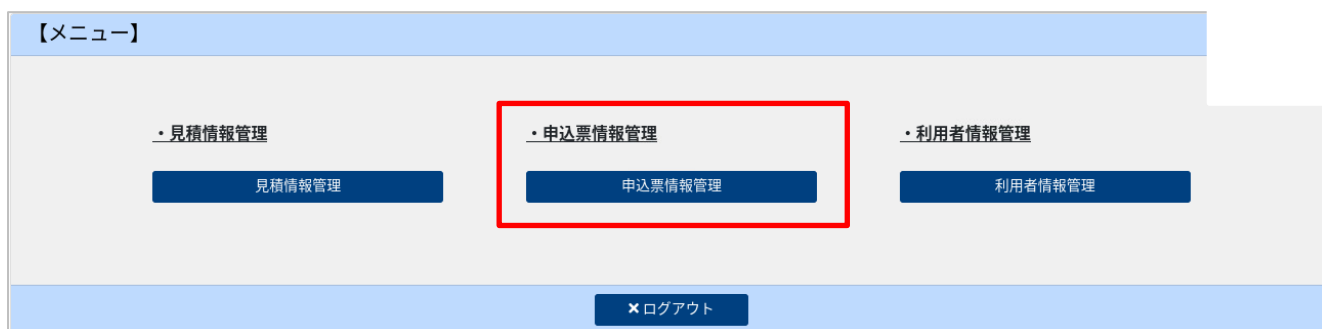 【メニュー】
・見積情報管理
・申込票情報管理
・利用者情報管理
見積情報管理
申込票情報管理
利用者情報管理
×ログアウト